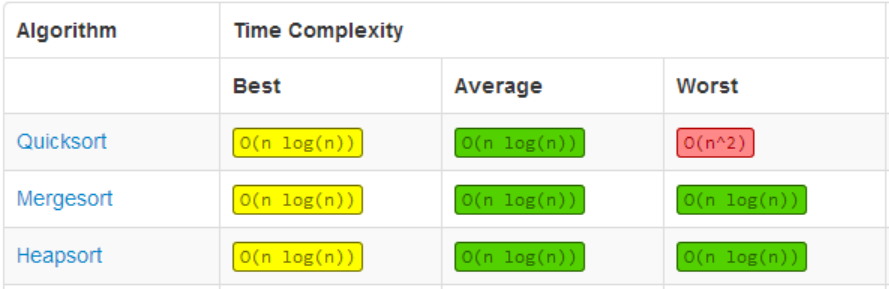 Algorithm Time Complexity
Best Average Worst
Quicksort O(n log(n)) O(n log(n)) O(n^2)
Mergesort O(n log(n)) O(n log(n)) O(n log(n))
Heapsort O(n log(n)) O(n log(n)) O(n log(n))